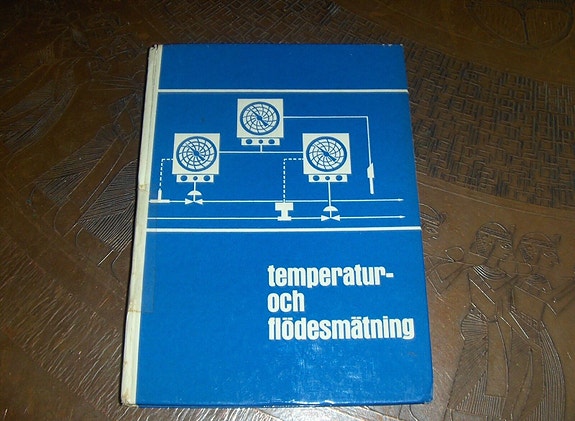 temperatur-
och
flödesmätning